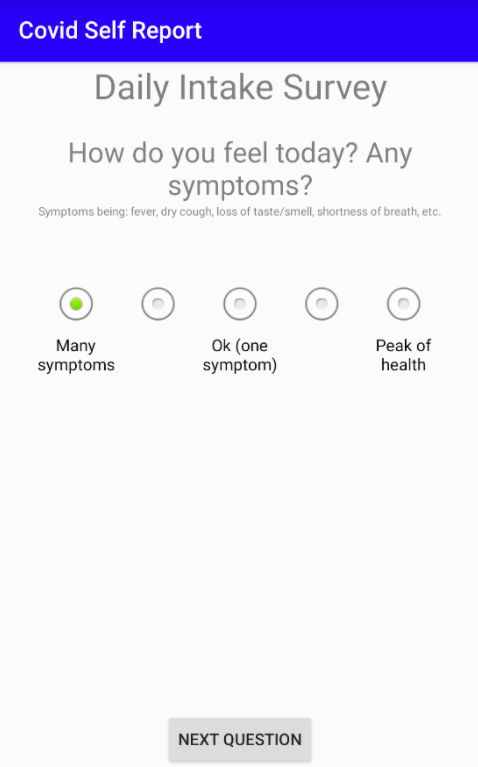 Covid Self Report
Daily Intake Survey
How do you feel today? Any
symptoms?
Symptoms being: fever, dry cough, loss of taste/smell, shortness of breath, etc.
Many
symptoms
Ok (one
symptom)
Peak of
health
NEXT QUESTION